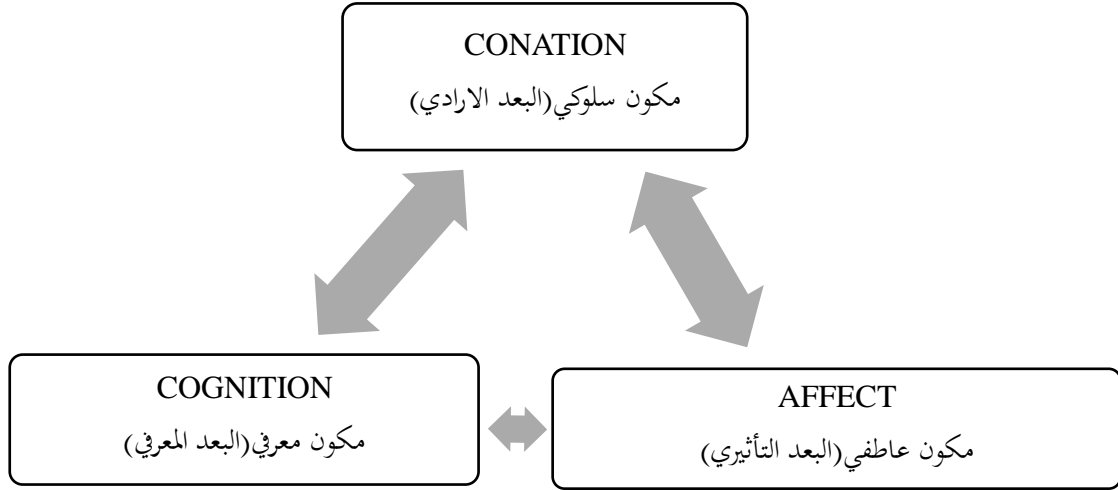 CONATION
مكون سلوكي(البعد الارادي)
COGNITION
مكون معرفي(البعد المعرفي)
AFFECT
مكون عاطفي(البعد التأثيري)